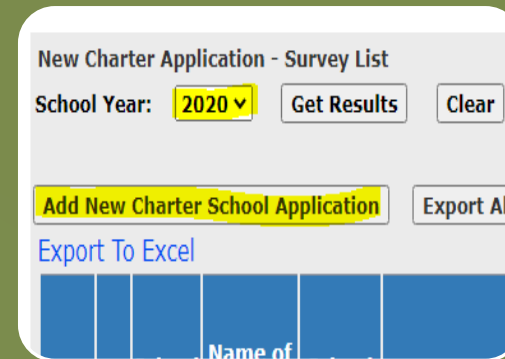 New Charter Application - Survey List
School Year: 2020 Get Results Clear
Add New Charter School Application Export
Export To Excel
Name of